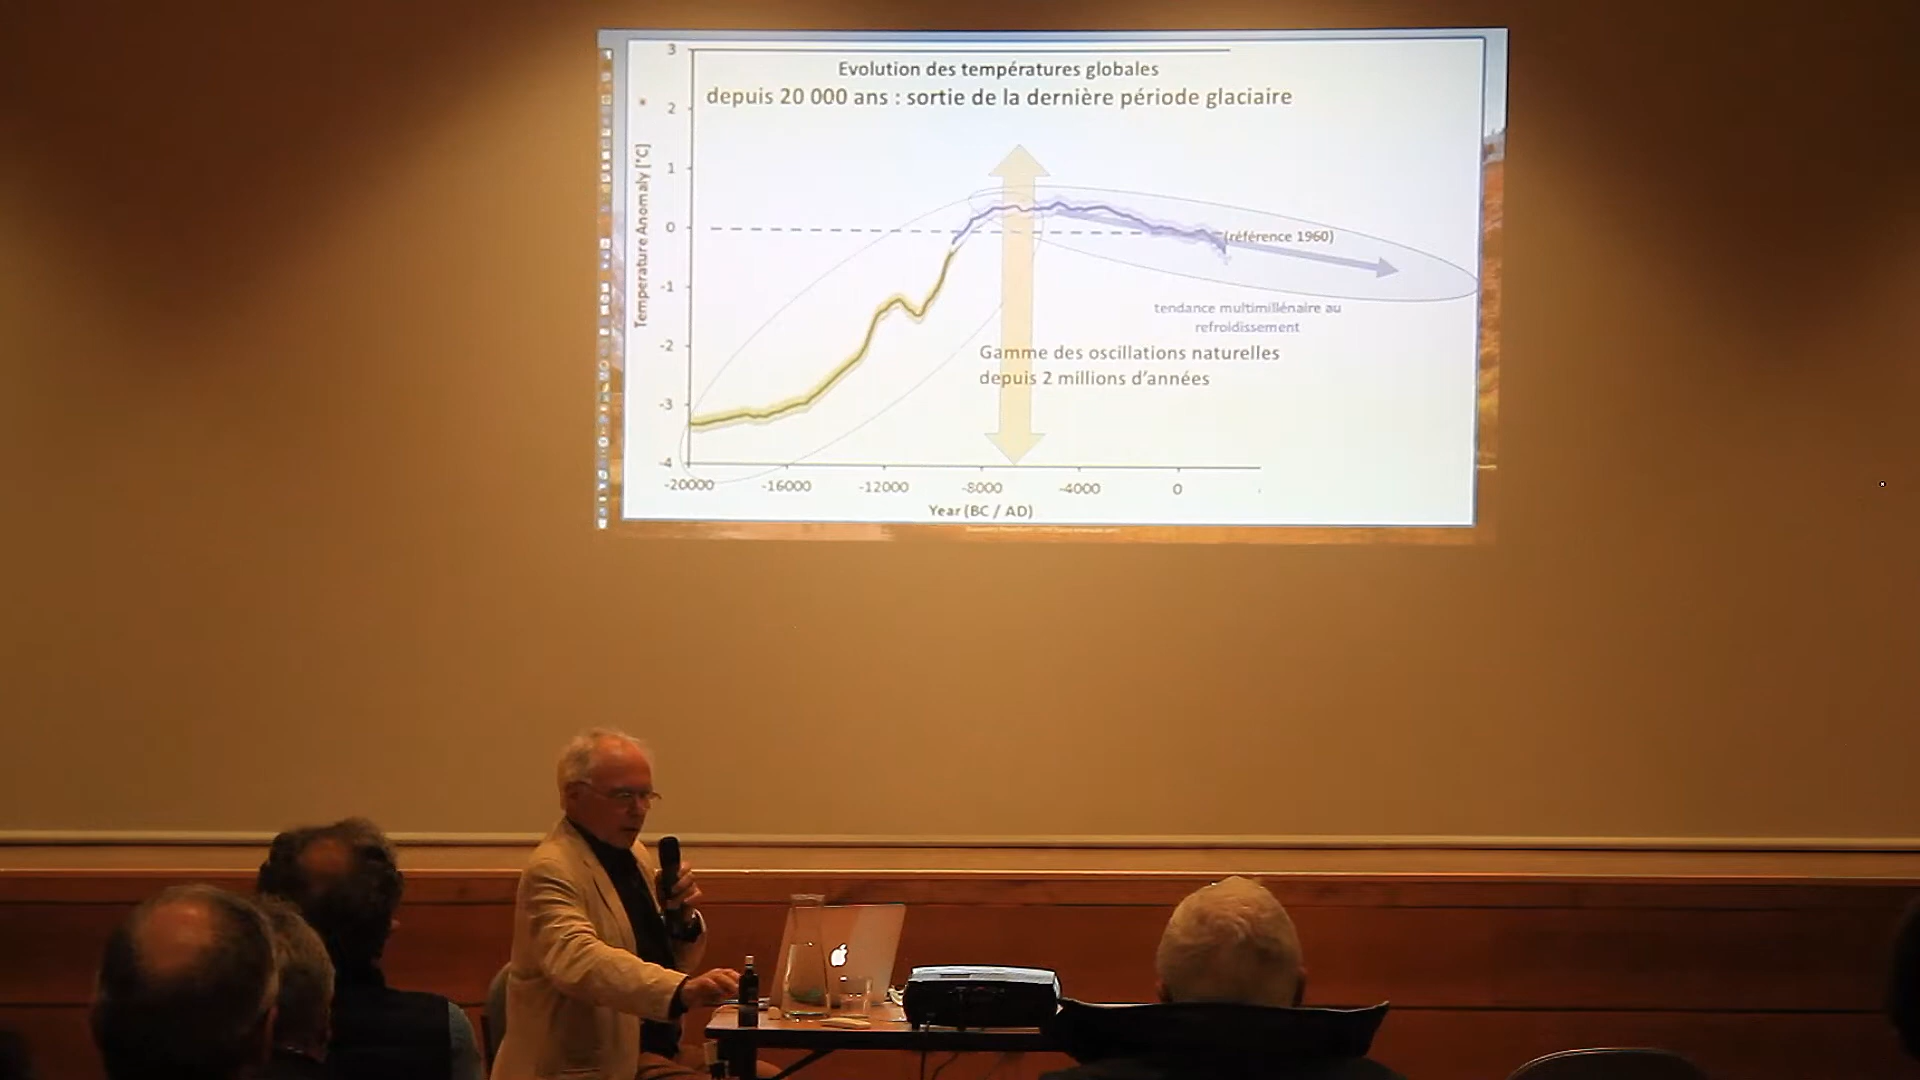 3
Evolution des températures globales
depuis 20 000 ans : sortie de la dernière période glaciaire
2
1
0
-1
-2
-3
-4
Temperature Anomaly [°C]
(référence 1960)
tendance multimillénaire au
refroidissement
Gamme des oscillations naturelles
depuis 2 millions d'années
-20000 -16000 -12000 -8000 -4000 0
Year (BC / AD)